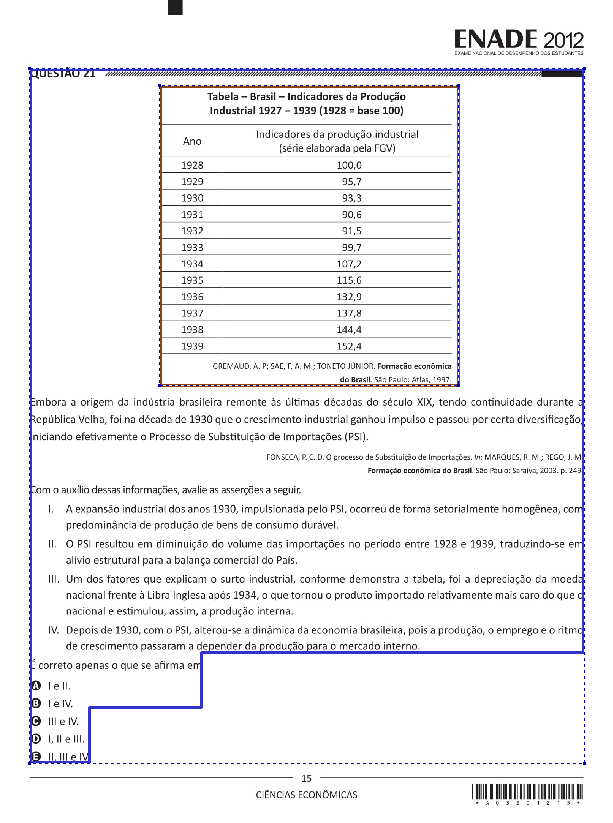 ENADE 2012
EXAME NACIONAL DE DESEMPENHO DOS ESTUDANTES
QUESTÃO 21
Tabela – Brasil – Indicadores da Produção
Industrial 1927 – 1939 (1928 = base 100)
Ano
Indicadores da produção industrial
(série elaborada pela FGV)
1928 100,0
1929 95,7
1930 93,3
1931 90,6
1932 91,5
1933 99,7
1934 107,2
1935 115,6
1936 132,9
1937 137,8
1938 144,4
1939 152,4
GREMAUD, A. P; SAE, F. A. M.; TONETO JÚNIOR. Formação econômica
do Brasil. São Paulo: Atlas, 1997.
Embora a origem da indústria brasileira remonte às últimas décadas do século XIX, tendo continuidade durante a
República Velha, foi na década de 1930 que o crescimento industrial ganhou impulso e passou por certa diversificação,
iniciando efetivamente o Processo de Substituição de Importações (PSI).
FONSECA, P. C. D. O processo de Substituição de Importações. In: MARQUES, R. M.; REGO, J. M.
Formação econômica do Brasil. São Paulo: Saraiva, 2003. p. 249
Com o auxílio dessas informações, avalie as asserções a seguir.
I. A expansão industrial dos anos 1930, impulsionada pelo PSI, ocorreu de forma setorialmente homogênea, com
predominância de produção de bens de consumo durável.
II. O PSI resultou em diminuição do volume das importações no período entre 1928 e 1939, traduzindo-se em
alívio estrutural para a balança comercial do País.
III. Um dos fatores que explicam o surto industrial, conforme demonstra a tabela, foi a depreciação da moeda
nacional frente à Libra Inglesa após 1934, o que tornou o produto importado relativamente mais caro do que o
nacional e estimulou, assim, a produção interna.
IV. Depois de 1930, com o PSI, alterou-se a dinâmica da economia brasileira, pois a produção, o emprego e o ritmo
de crescimento passaram a depender da produção para o mercado interno.
É correto apenas o que se afirma em
A I e II.
B I e IV.
C III e IV.
D I, II e III.
E II, III e IV
15
CIÊNCIAS ECONÔMICAS
*A0320121 5*